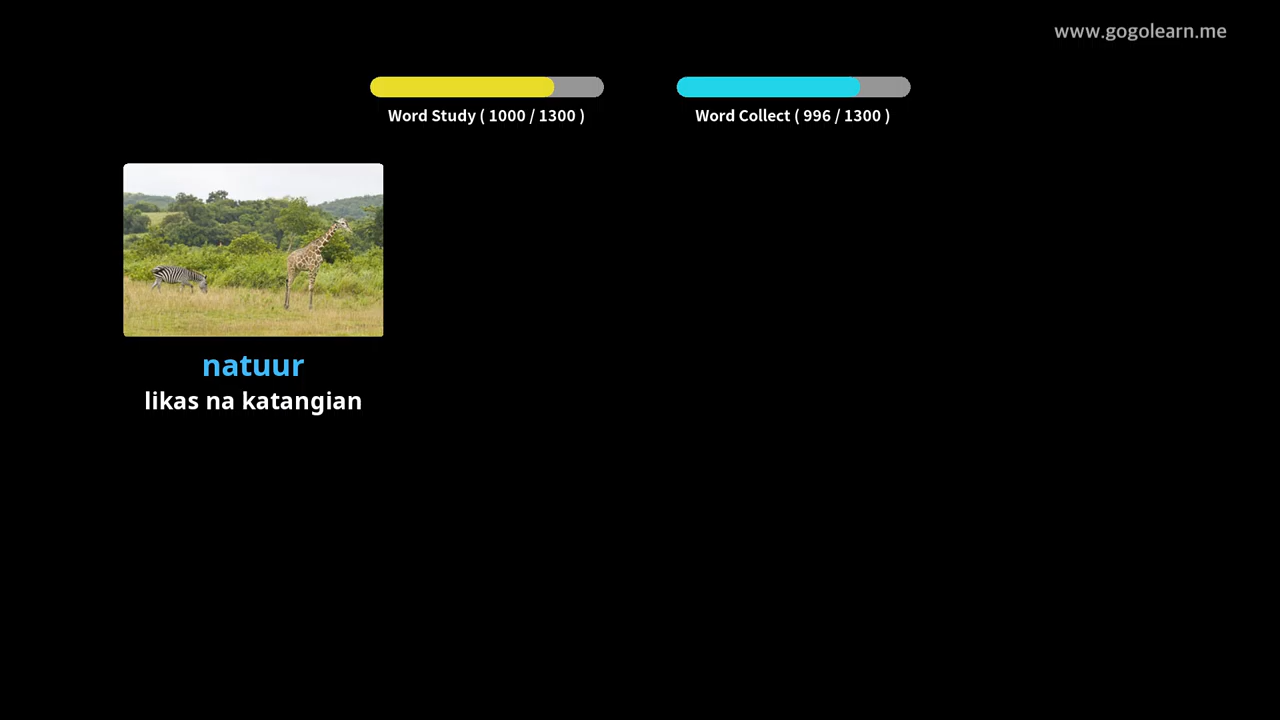 www.gogolearn.me
Word Study ( 1000 / 1300 )
Word Collect ( 996 / 1300 )
natuur
likas na katangian